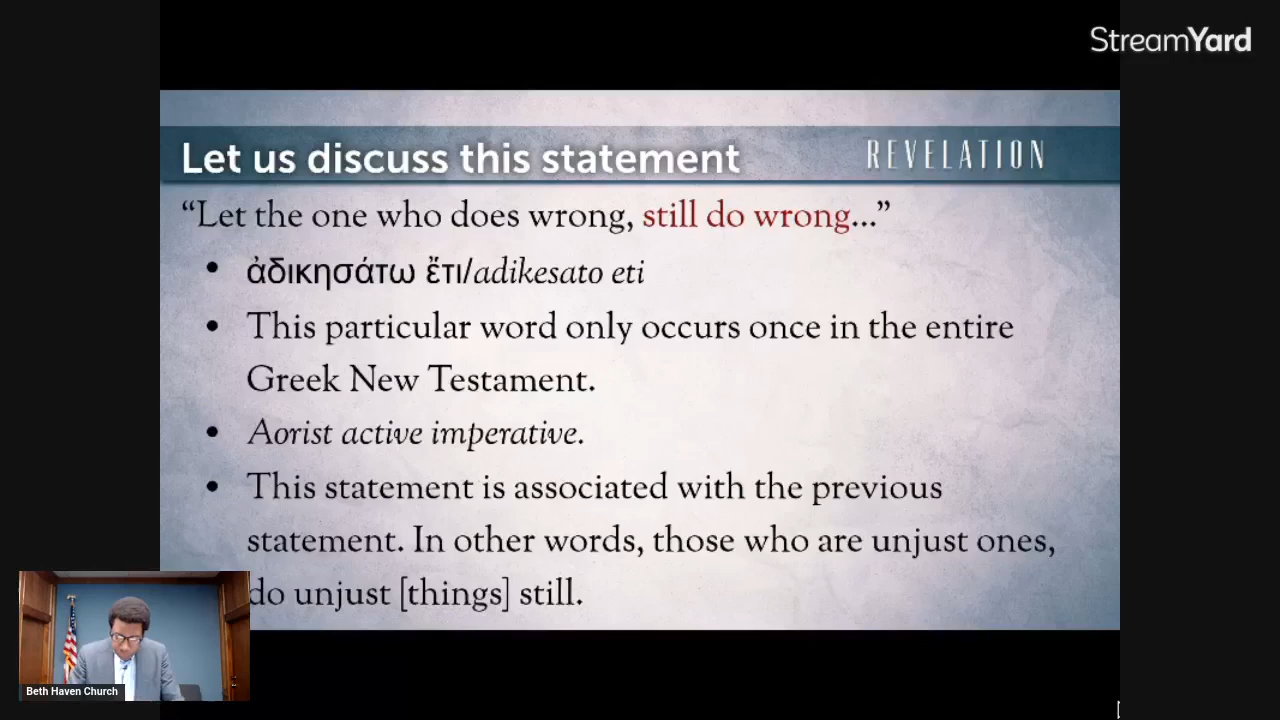 StreamYard
Let us discuss this statement
REVELATION
“Let the one who does wrong, still do wrong...”
• ἀδικησάτω ἔτι/adikesato eti
• This particular word only occurs once in the entire
Greek New Testament.
• Aorist active imperative.
• This statement is associated with the previous
statement. In other words, those who are unjust ones,
do unjust [things] still.
Beth Haven Church